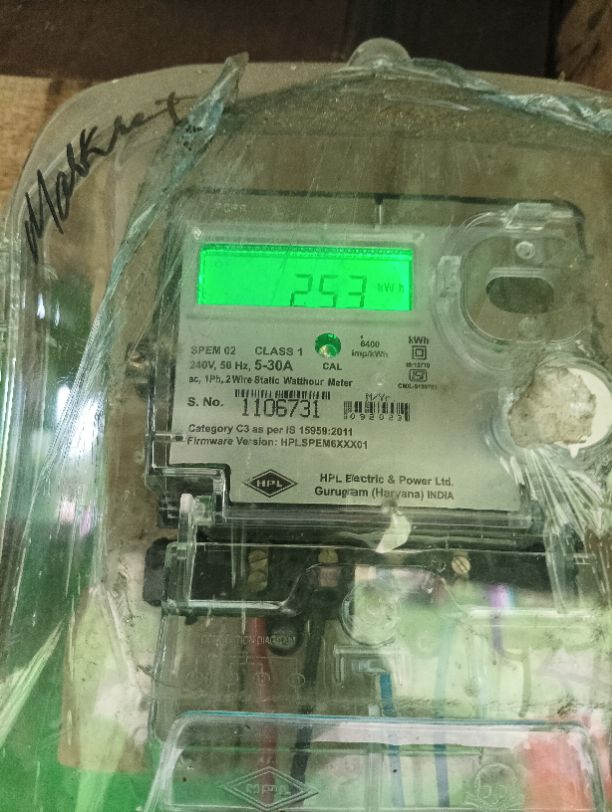 253 kWh
SPEM 02 CLASS 1
240V, 50 Hz, 5-30A
6400
imp/kWh
CAL
kWh
ac, 1Ph, 2 Wire Static Watthour Meter
S. No. 1106731
M/Yr
092023
Category C3 as per IS 15959:2011
Firmware Version: HPLSPEM6XXX01
HPL
HPL Electric & Power Ltd.
Gurugram (Haryana) INDIA